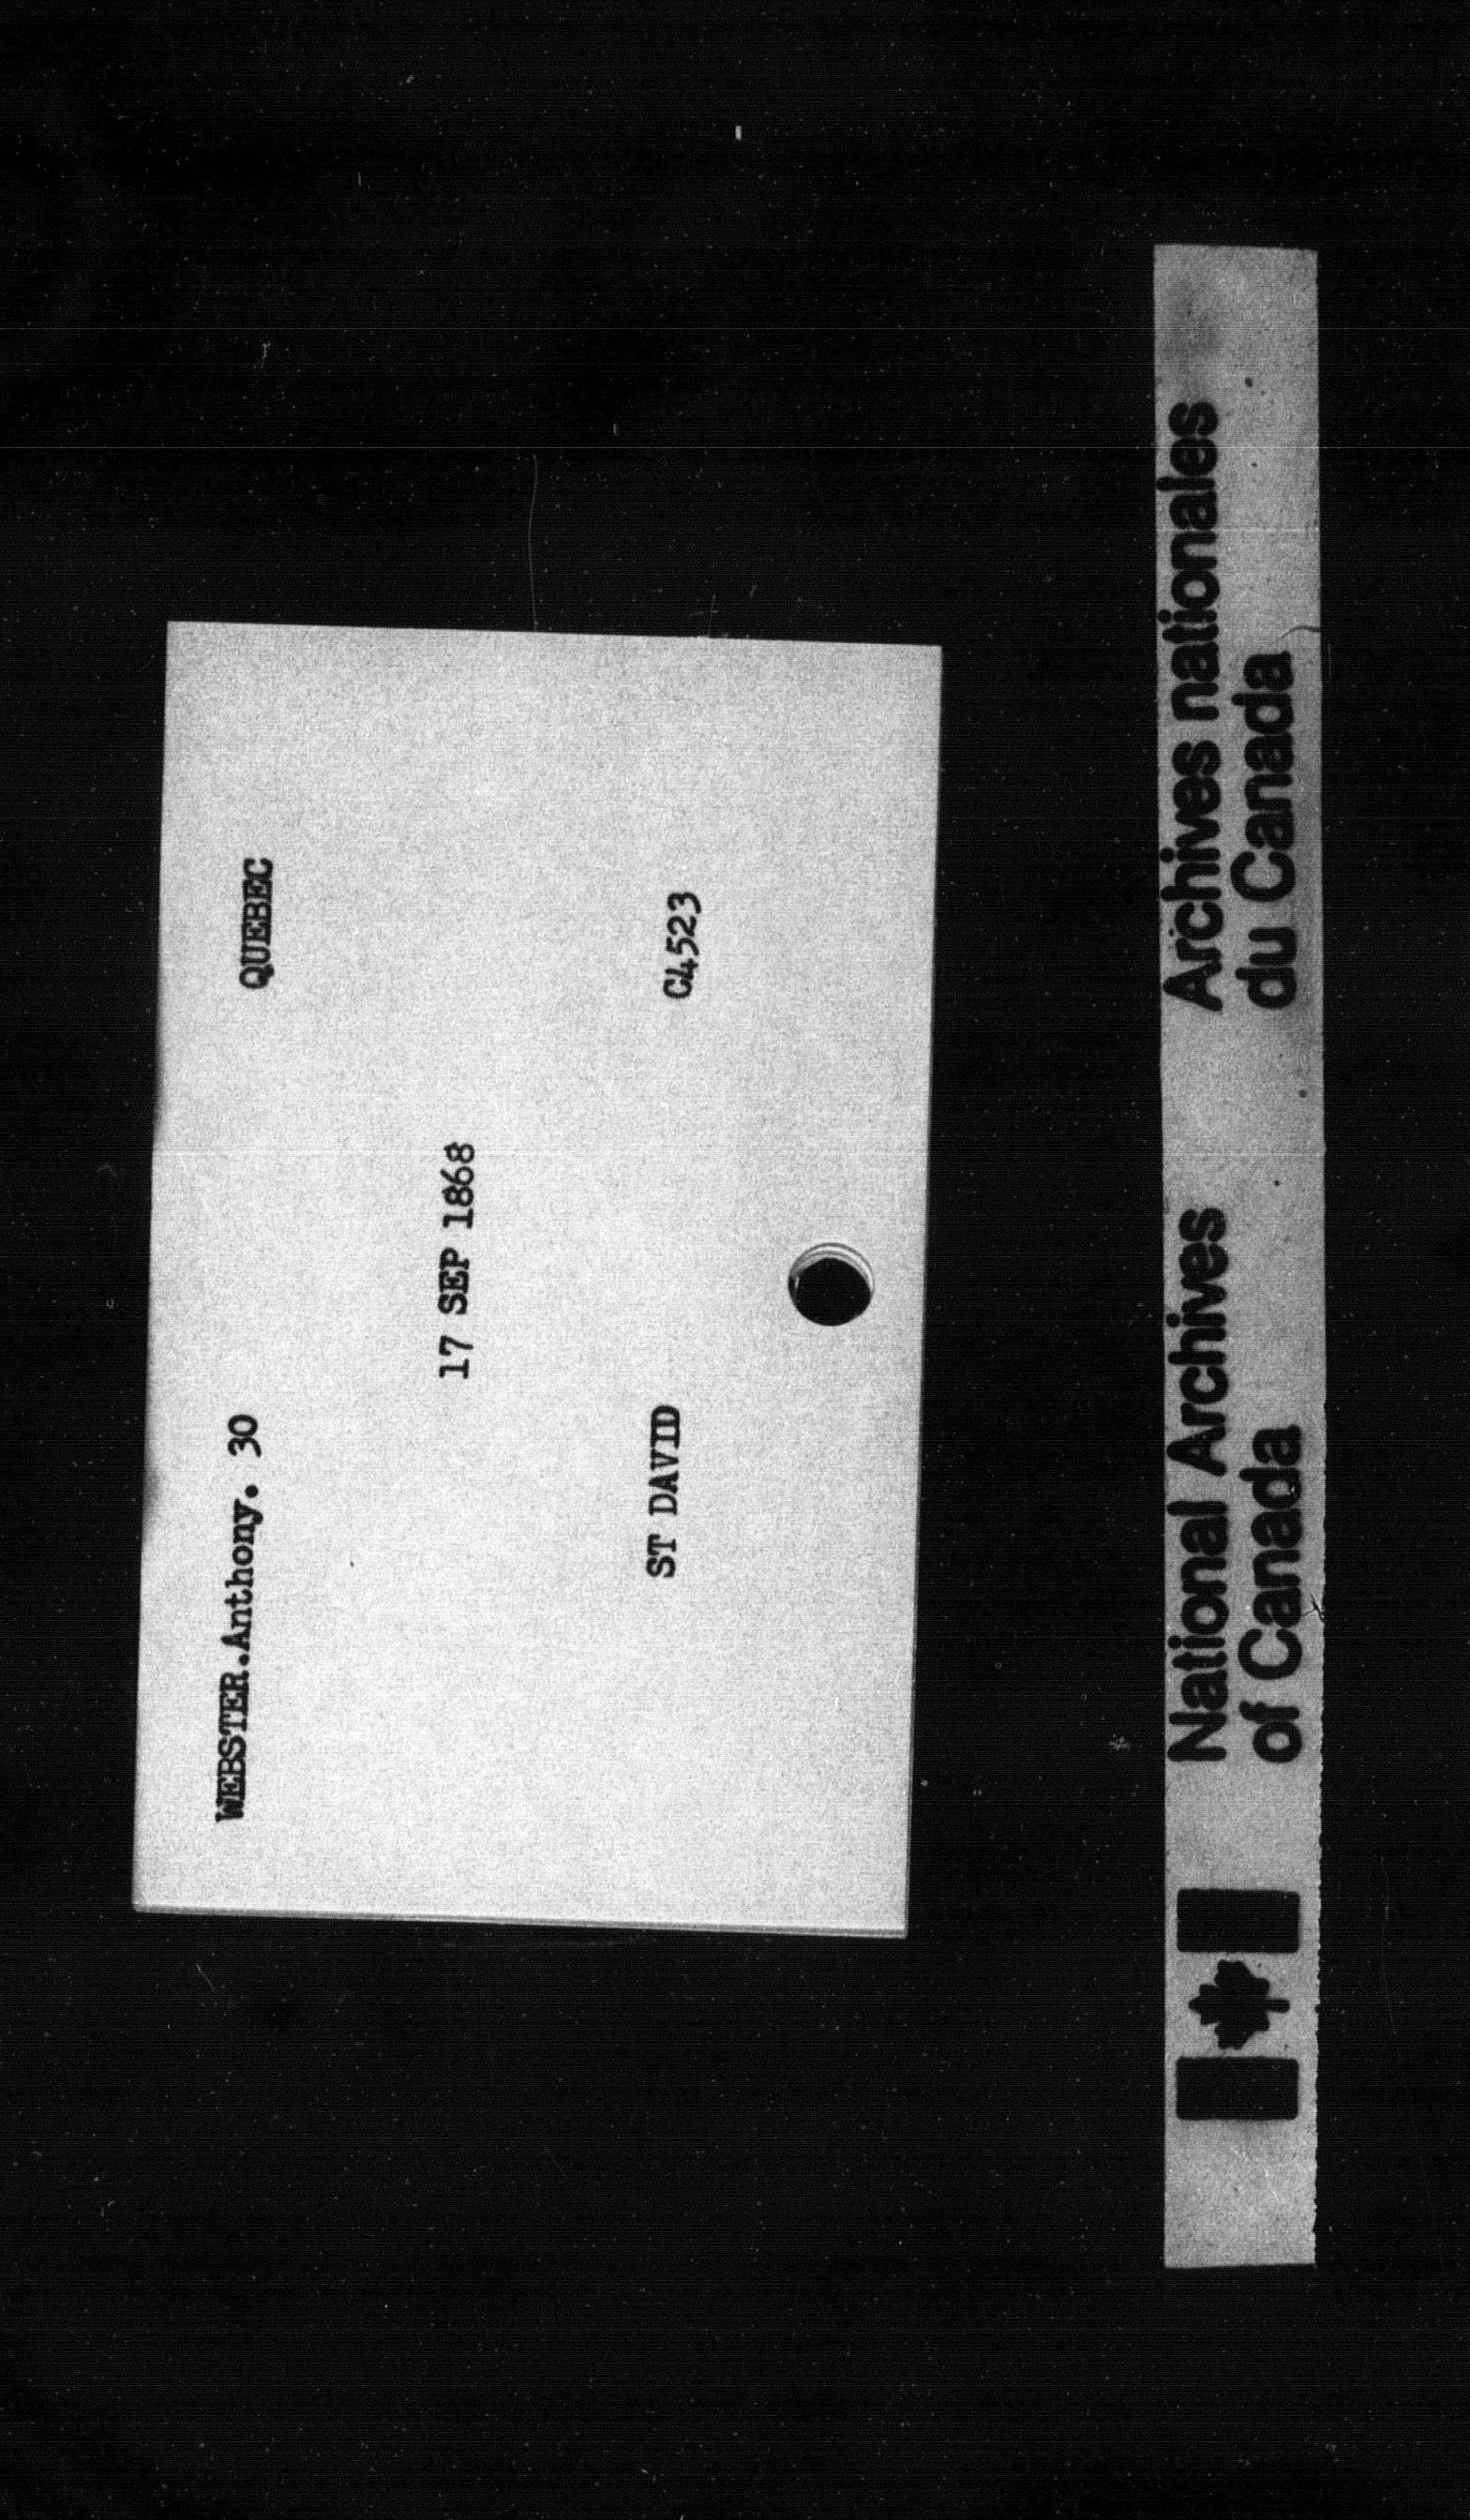 WEBSTER.Anthony. 30 QUEBEC
17 SEP 1868
ST DAVID C4523
National Archives
of Canada
Archives nationales
du Canada